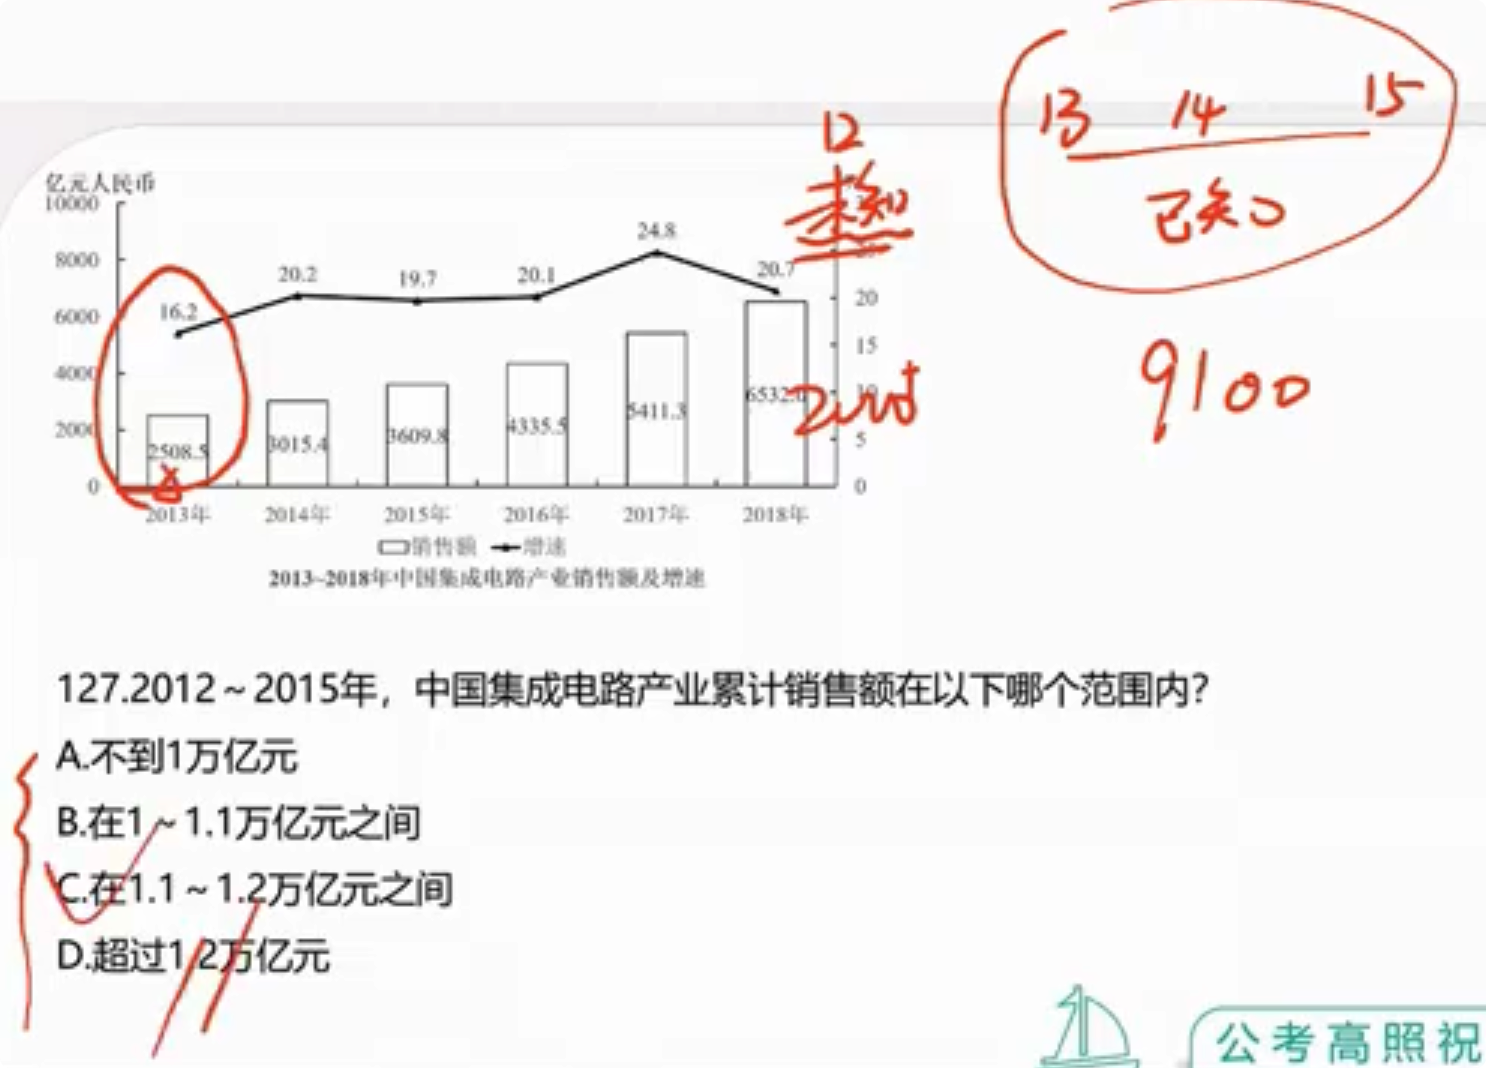 13 14 15
已知
12
未知
2000+
9100
亿元人民币
10000
8000
6000
4000
2000
0
20
15
10
5
0
16.2 20.2 19.7 20.1 24.8 20.7
2508.5 3015.4 3609.8 4335.5 5411.3
2013年 2014年 2015年 2016年 2017年 2018年
销售额 增速
2013~2018年中国集成电路产业销售额及增速
127.2012～2015年，中国集成电路产业累计销售额在以下哪个范围内？
A.不到1万亿元
B.在1～1.1万亿元之间
C.在1.1～1.2万亿元之间
D.超过1.2万亿元
公考高照祝